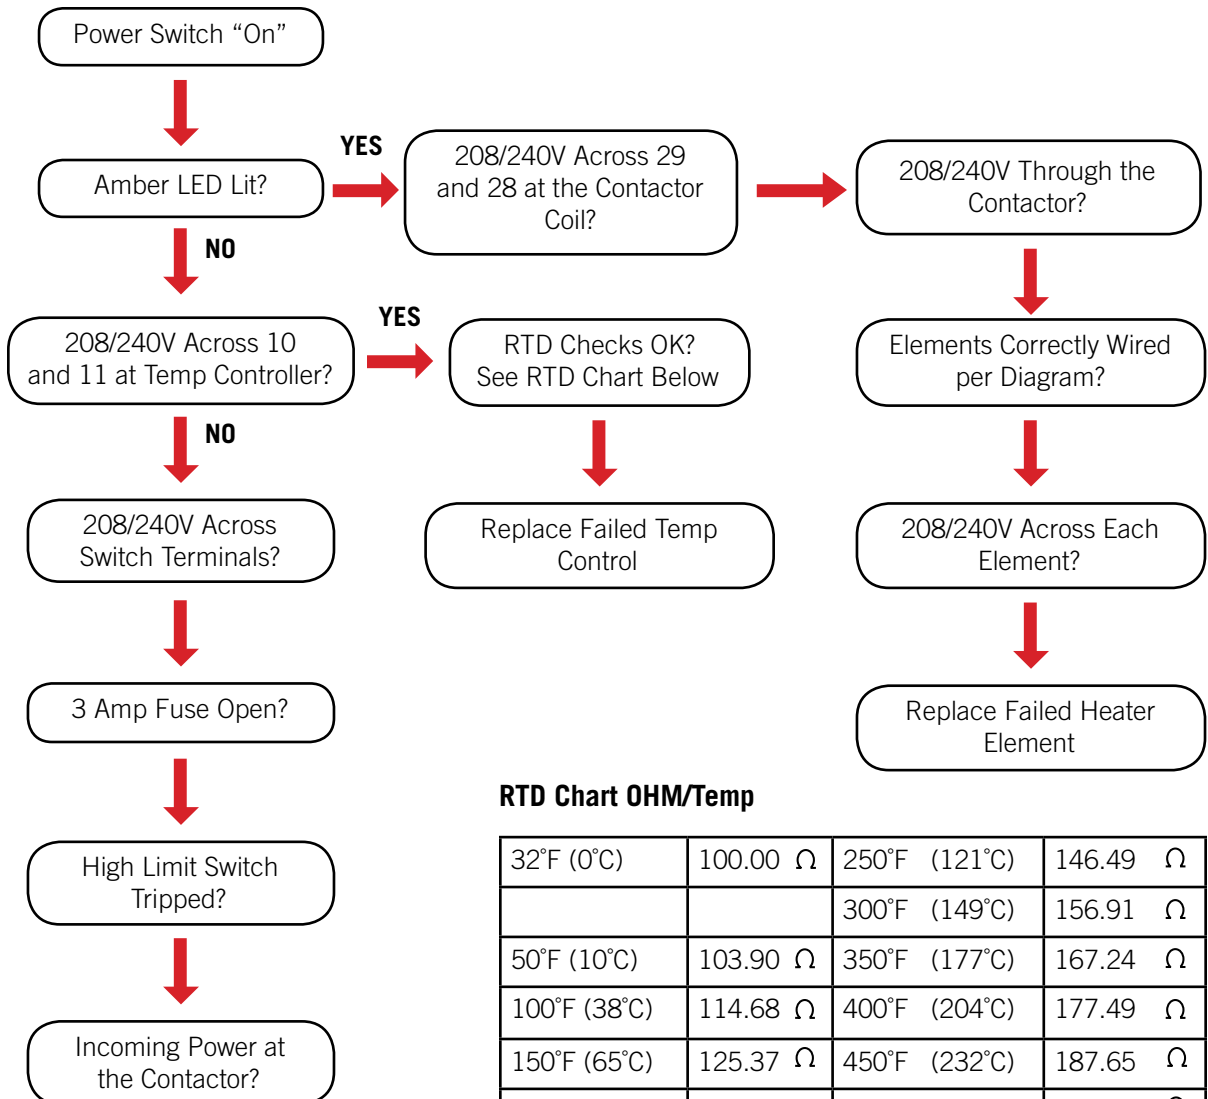 Power Switch “On”
Amber LED Lit?
YES
208/240V Across 29
and 28 at the Contactor
Coil?
208/240V Through the
Contactor?
NO
208/240V Across 10
and 11 at Temp Controller?
YES
RTD Checks OK?
See RTD Chart Below
Elements Correctly Wired
per Diagram?
NO
208/240V Across
Switch Terminals?
Replace Failed Temp
Control
208/240V Across Each
Element?
3 Amp Fuse Open?
Replace Failed Heater
Element
High Limit Switch
Tripped?
Incoming Power at
the Contactor?
RTD Chart OHM/Temp
32°F (0°C) 100.00 Ω 250°F (121°C) 146.49 Ω
300°F (149°C) 156.91 Ω
50°F (10°C) 103.90 Ω 350°F (177°C) 167.24 Ω
100°F (38°C) 114.68 Ω 400°F (204°C) 177.49 Ω
150°F (65°C) 125.37 Ω 450°F (232°C) 187.65 Ω